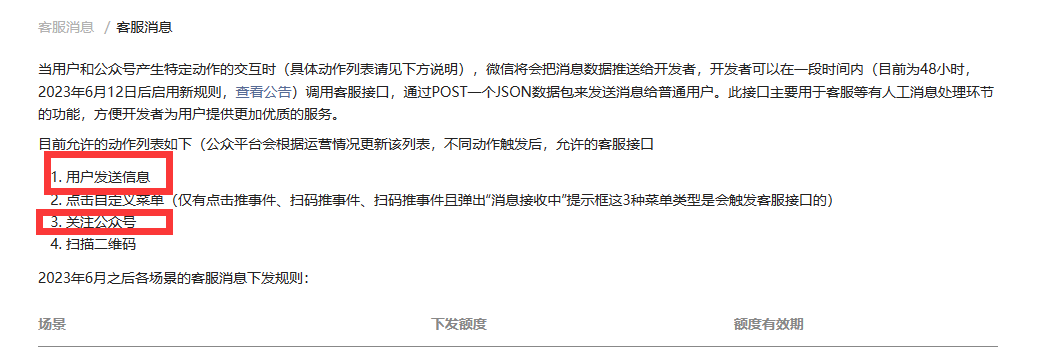 客服消息 / 客服消息
当用户和公众号产生特定动作的交互时（具体动作列表请见下方说明），微信将会把消息数据推送给开发者，开发者可以在一段时间内（目前为48小时，
2023年6月12日后启用新规则，查看公告）调用客服接口，通过POST一个JSON数据包来发送消息给普通用户。此接口主要用于客服等有人工消息处理环节
的功能，方便开发者为用户提供更加优质的服务。
目前允许的动作列表如下（公众平台会根据运营情况更新该列表，不同动作触发后，允许的客服接口
1. 用户发送信息
2. 点击自定义菜单（仅有点击推事件、扫码推事件、扫码推事件且弹出“消息接收中”提示框这3种菜单类型是会触发客服接口的）
3. 关注公众号
4. 扫描二维码
2023年6月之后各场景的客服消息下发规则：
场景 下发额度 额度有效期